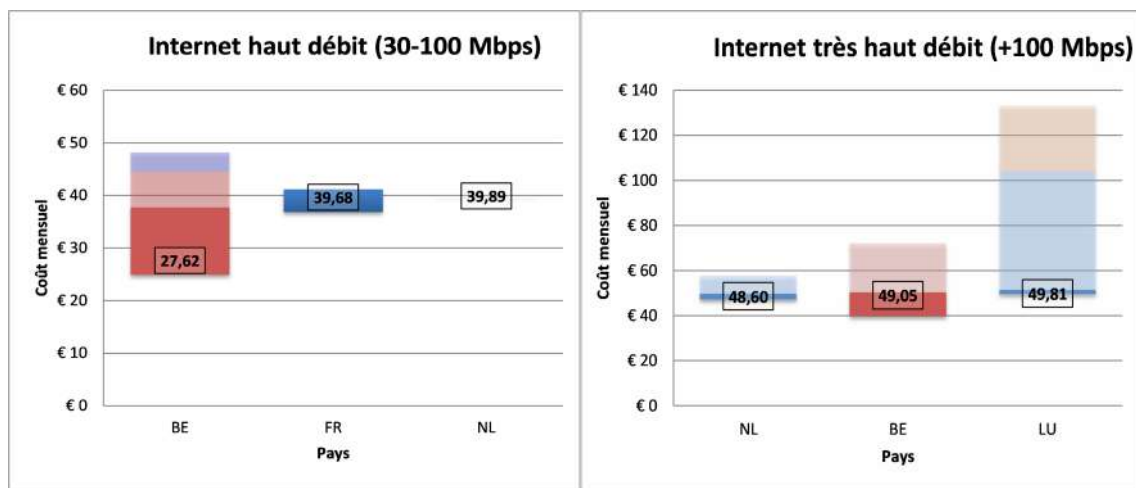 Internet haut débit (30-100 Mbps)
€ 60
€ 50
€ 40
€ 30
€ 20
€ 10
€ 0
Coût mensuel
27,62
39,68
39,89
BE
FR
NL
Pays
Internet très haut débit (+100 Mbps)
€ 140
€ 120
€ 100
€ 80
€ 60
€ 40
€ 20
€ 0
Coût mensuel
48,60
49,05
49,81
NL
BE
LU
Pays